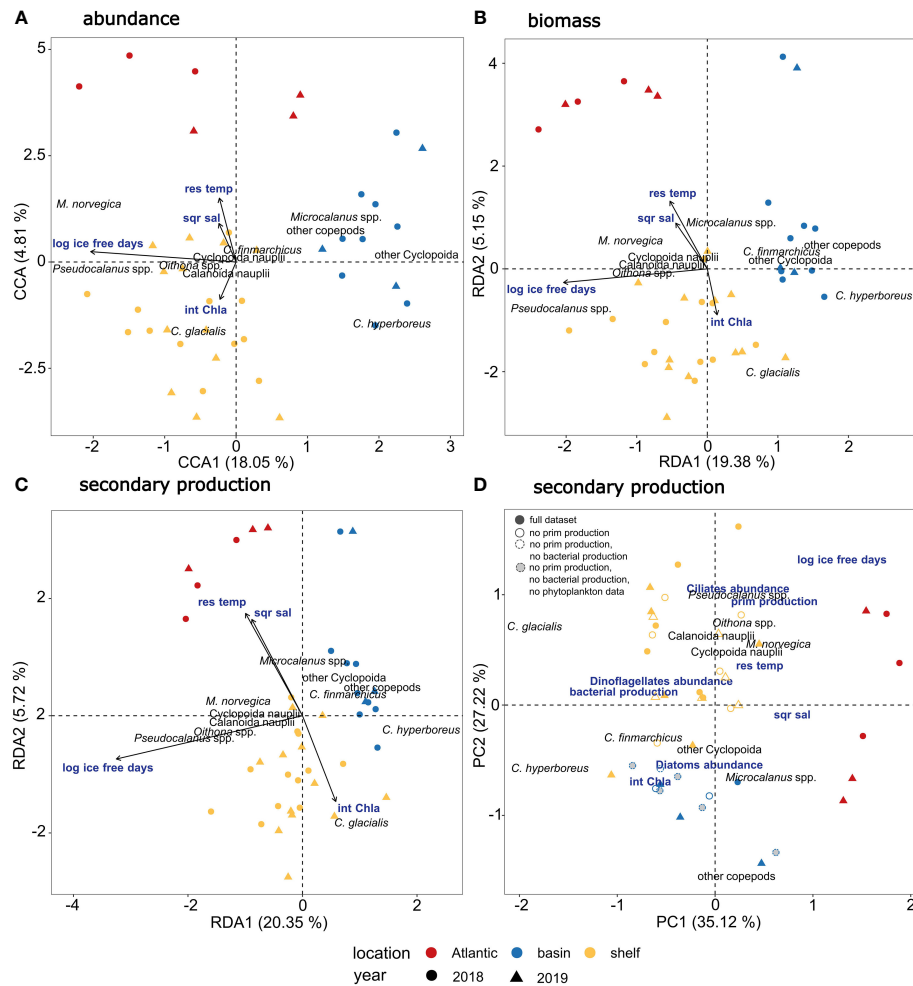 A abundance
5
2.5
0
-2.5
CCA (4.81 %)
res temp
M. norvegica
sqr sal
Microcalanus spp.
other copepods
log ice free days
C. finmarchicus
Cyclopoida nauplii
other Cyclopoida
Pseudocalanus spp.
Oithona spp.
Calanoida nauplii
int Chla
C. glacialis
C. hyperboreus
-2 -1 0 1 2 3
CCA1 (18.05 %)
B biomass
4
2
0
-2
RDA2 (5.15 %)
res temp
sqr sal
Microcalanus spp.
M. norvegica
other copepods
C. finmarchicus
Cyclopoida nauplii
other Cyclopoida
Calanoida nauplii
Oithona spp.
log ice free days
C. hyperboreus
Pseudocalanus spp.
int Chla
C. glacialis
-2 -1 0 1 2
RDA1 (19.38 %)
C secondary production
2
2
-2
RDA2 (5.72 %)
res temp
sqr sal
Microcalanus spp.
other Cyclopoida
other copepods
C. finmarchicus
M. norvegica
Cyclopoida nauplii
Calanoida nauplii
Oithona spp.
C. hyperboreus
Pseudocalanus spp.
log ice free days
int Chla
C. glacialis
-4 -2 0 2
RDA1 (20.35 %)
D secondary production
full dataset
no prim production
no prim production,
no bacterial production
no prim production,
no bacterial production,
no phytoplankton data
1
0
-1
PC2 (27.22 %)
log ice free days
Ciliates abundance
Pseudocalanus spp.
prim production
C. glacialis
Oithona spp.
Calanoida nauplii
M. norvegica
Cyclopoida nauplii
res temp
Dinoflagellates abundance
bacterial production
sqr sal
C. finmarchicus
other Cyclopoida
C. hyperboreus
Diatoms abundance
int Chla
Microcalanus spp.
other copepods
-2 -1 0 1 2
PC1 (35.12 %)
location Atlantic basin shelf
year 2018 2019